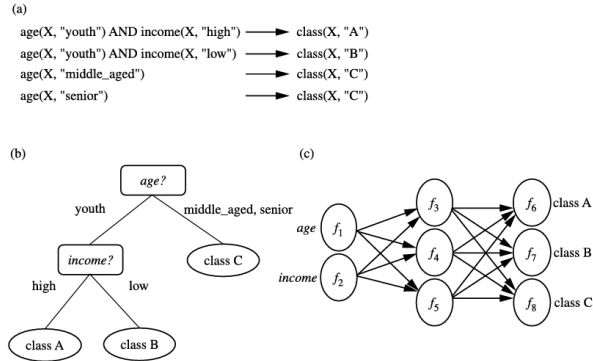 (a)
age(X, "youth") AND income(X, "high") class(X, "A")
age(X, "youth") AND income(X, "low") class(X, "B")
age(X, "middle_aged") class(X, "C")
age(X, "senior") class(X, "C")
(b)
age?
youth
middle_aged, senior
income?
class C
high
low
class A
class B
(c)
age
income
f1
f2
f3
f4
f5
f6
f7
f8
class A
class B
class C